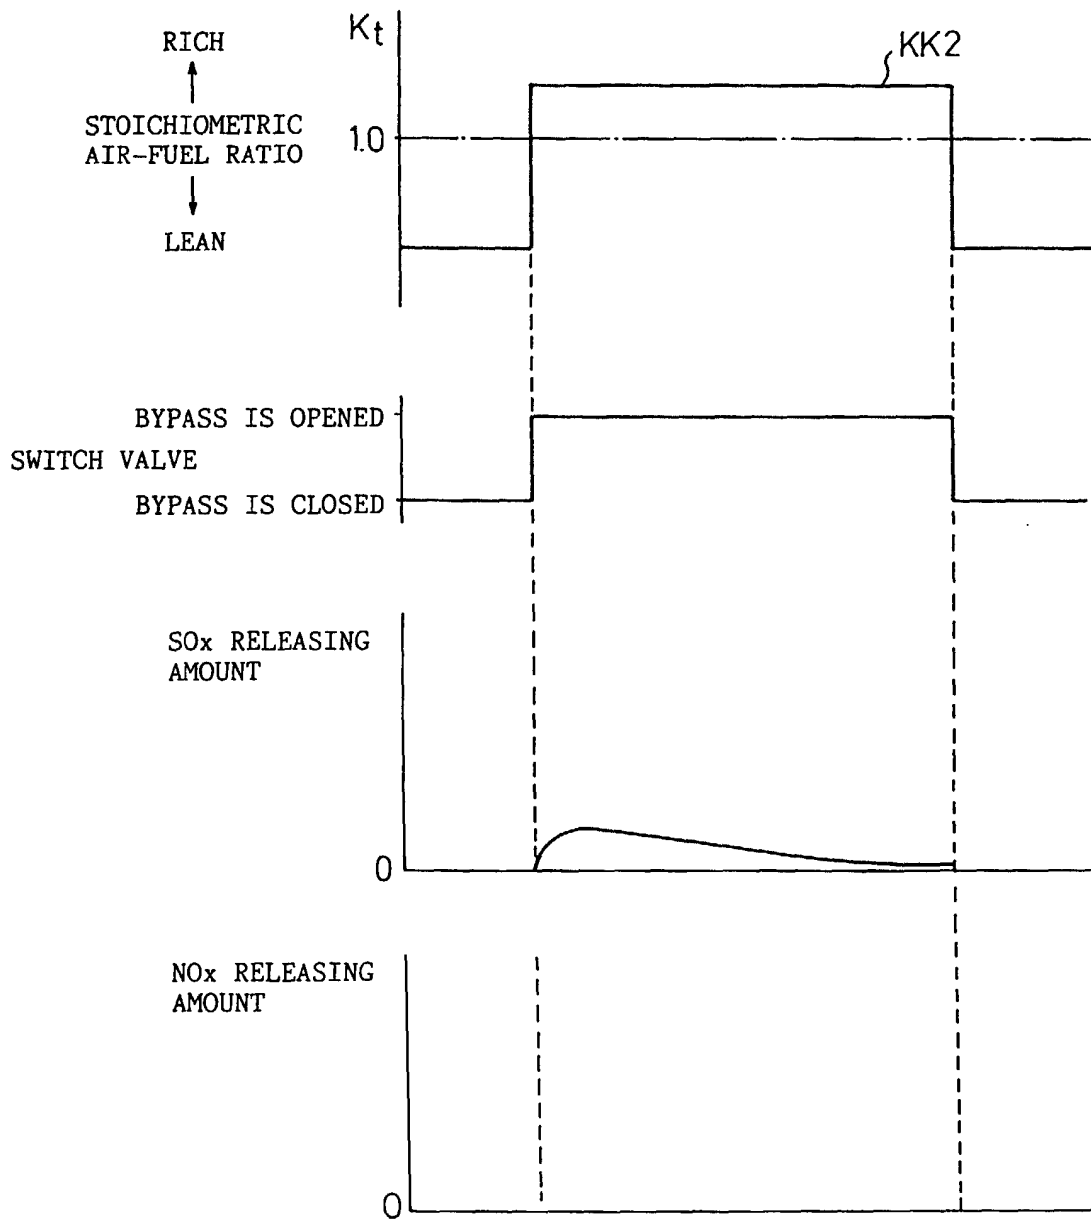 RICH
STOICHIOMETRIC
AIR-FUEL RATIO
LEAN
Kt
1.0
KK2
BYPASS IS OPENED
SWITCH VALVE
BYPASS IS CLOSED
SOx RELEASING
AMOUNT
0
NOx RELEASING
AMOUNT
0